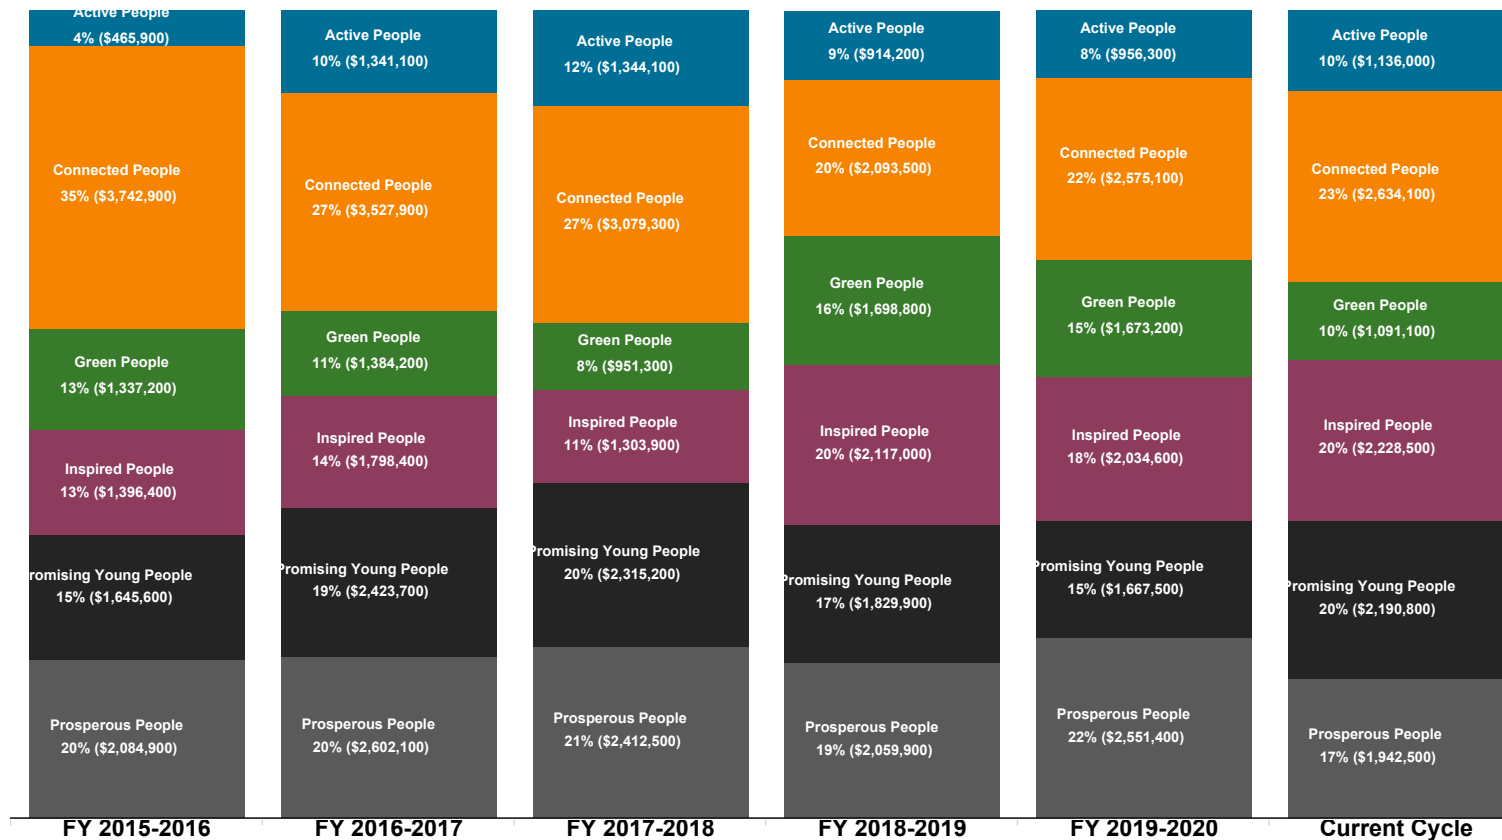 Active People
4% ($465,900)
Connected People
35% ($3,742,900)
Green People
13% ($1,337,200)
Inspired People
13% ($1,396,400)
romising Young People
15% ($1,645,600)
Prosperous People
20% ($2,084,900)
FY 2015-2016
Active People
10% ($1,341,100)
Connected People
27% ($3,527,900)
Green People
11% ($1,384,200)
Inspired People
14% ($1,798,400)
Promising Young People
19% ($2,423,700)
Prosperous People
20% ($2,602,100)
FY 2016-2017
Active People
12% ($1,344,100)
Connected People
27% ($3,079,300)
Green People
8% ($951,300)
Inspired People
11% ($1,303,900)
Promising Young People
20% ($2,315,200)
Prosperous People
21% ($2,412,500)
FY 2017-2018
Active People
9% ($914,200)
Connected People
20% ($2,093,500)
Green People
16% ($1,698,800)
Inspired People
20% ($2,117,000)
Promising Young People
17% ($1,829,900)
Prosperous People
19% ($2,059,900)
FY 2018-2019
Active People
8% ($956,300)
Connected People
22% ($2,575,100)
Green People
15% ($1,673,200)
Inspired People
18% ($2,034,600)
Promising Young People
15% ($1,667,500)
Prosperous People
22% ($2,551,400)
FY 2019-2020
Active People
10% ($1,136,000)
Connected People
23% ($2,634,100)
Green People
10% ($1,091,100)
Inspired People
20% ($2,228,500)
Promising Young People
20% ($2,190,800)
Prosperous People
17% ($1,942,500)
Current Cycle